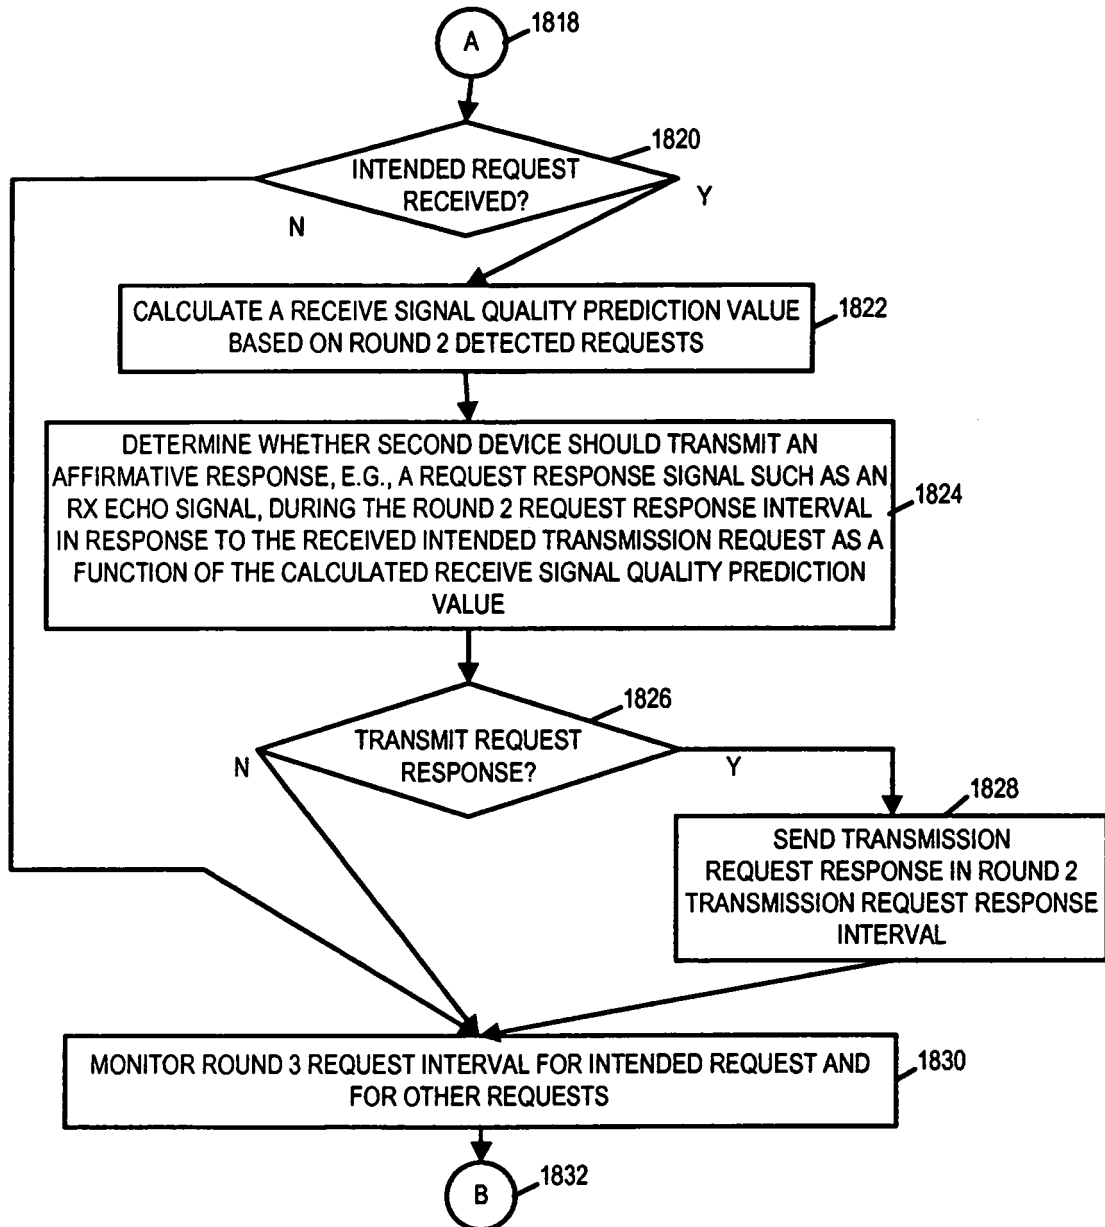 A
1818
1820
INTENDED REQUEST
RECEIVED?
Y
N
CALCULATE A RECEIVE SIGNAL QUALITY PREDICTION VALUE
BASED ON ROUND 2 DETECTED REQUESTS
1822
DETERMINE WHETHER SECOND DEVICE SHOULD TRANSMIT AN
AFFIRMATIVE RESPONSE, E.G., A REQUEST RESPONSE SIGNAL SUCH AS AN
RX ECHO SIGNAL, DURING THE ROUND 2 REQUEST RESPONSE INTERVAL
IN RESPONSE TO THE RECEIVED INTENDED TRANSMISSION REQUEST AS A
FUNCTION OF THE CALCULATED RECEIVE SIGNAL QUALITY PREDICTION
VALUE
1824
1826
TRANSMIT REQUEST
RESPONSE?
N
Y
1828
SEND TRANSMISSION
REQUEST RESPONSE IN ROUND 2
TRANSMISSION REQUEST RESPONSE
INTERVAL
MONITOR ROUND 3 REQUEST INTERVAL FOR INTENDED REQUEST AND
FOR OTHER REQUESTS
1830
B
1832